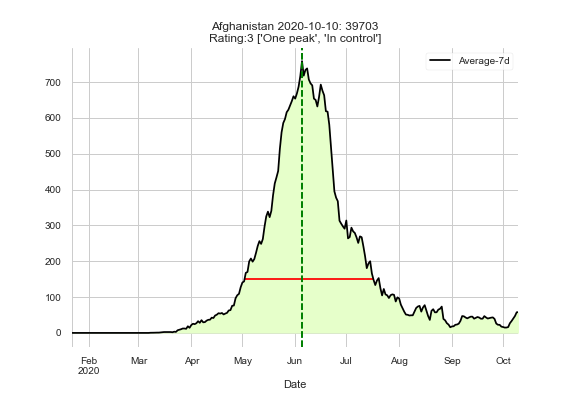 Afghanistan 2020-10-10: 39703
Rating:3 ['One peak', 'In control']
Average-7d
700
600
500
400
300
200
100
0
Feb Mar Apr May Jun Jul Aug Sep Oct
2020
Date